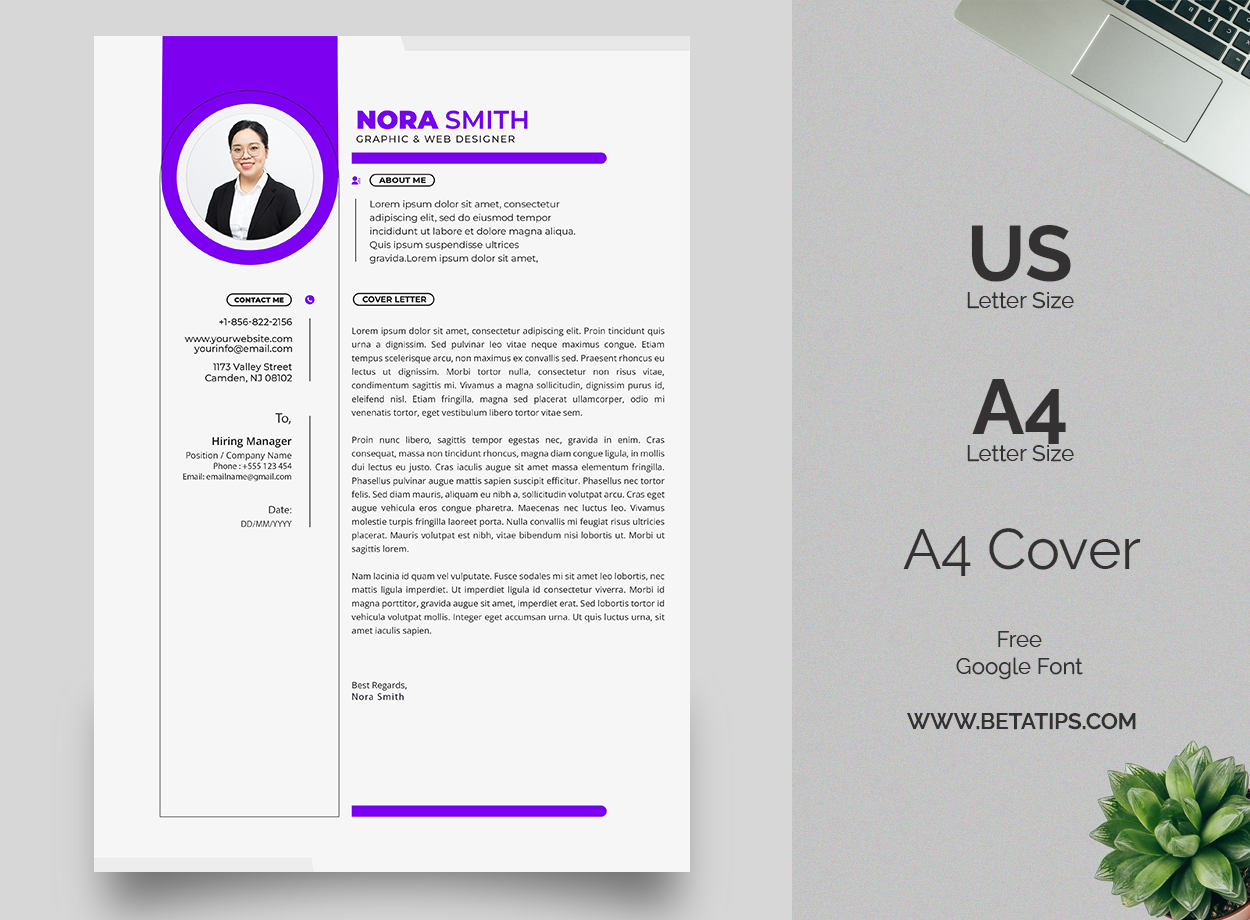 NORA SMITH
GRAPHIC & WEB DESIGNER
ABOUT ME
Lorem ipsum dolor sit amet, consectetur
adipiscing elit, sed do eiusmod tempor
incididunt ut labore et dolore magna aliqua.
Quis ipsum suspendisse ultrices
gravida.Lorem ipsum dolor sit amet,
CONTACT ME
+1-856-822-2156
www.yourwebsite.com
yourinfo@email.com
1173 Valley Street
Camden, NJ 08102
To,
Hiring Manager
Position / Company Name
Phone : +555 123 454
Email: emailname@gmail.com
Date:
DD/MM/YYYY
COVER LETTER
Lorem ipsum dolor sit amet, consectetur adipiscing elit. Proin tincidunt quis
urna a dignissim. Sed pulvinar leo vitae neque maximus congue. Etiam
tempus scelerisque arcu, non maximus ex convallis sed. Praesent rhoncus eu
lectus ut dignissim. Morbi tortor nulla, consectetur non risus vitae,
condimentum sagittis mi. Vivamus a magna sollicitudin, dignissim purus id,
eleifend nisl. Etiam fringilla, magna sed placerat ullamcorper, odio mi
venenatis tortor, eget vestibulum libero tortor vitae sem.
Proin nunc libero, sagittis tempor egestas nec, gravida in enim. Cras
consequat, massa non tincidunt rhoncus, magna diam congue ligula, in mollis
dui lectus eu justo. Cras iaculis augue sit amet massa elementum fringilla.
Phasellus pulvinar augue mattis sapien suscipit efficitur. Phasellus nec tortor
felis. Sed diam mauris, aliquam eu nibh a, sollicitudin volutpat arcu. Cras eget
augue vehicula eros congue pharetra. Maecenas nec luctus leo. Vivamus
molestie turpis fringilla laoreet porta. Nulla convallis mi feugiat risus ultricies
placerat. Mauris volutpat est nibh, vitae bibendum nisi lobortis ut. Morbi ut
sagittis lorem.
Nam lacinia id quam vel vulputate. Fusce sodales mi sit amet leo lobortis, nec
mattis ligula imperdiet. Ut imperdiet ligula id consectetur viverra. Morbi id
magna porttitor, gravida augue sit amet, imperdiet erat. Sed lobortis tortor id
vehicula volutpat mollis. Integer eget accumsan urna. Ut quis luctus urna, sit
amet iaculis sapien.
Best Regards,
Nora Smith
US
Letter Size
A4
Letter Size
A4 Cover
Free
Google Font
WWW.BETATIPS.COM